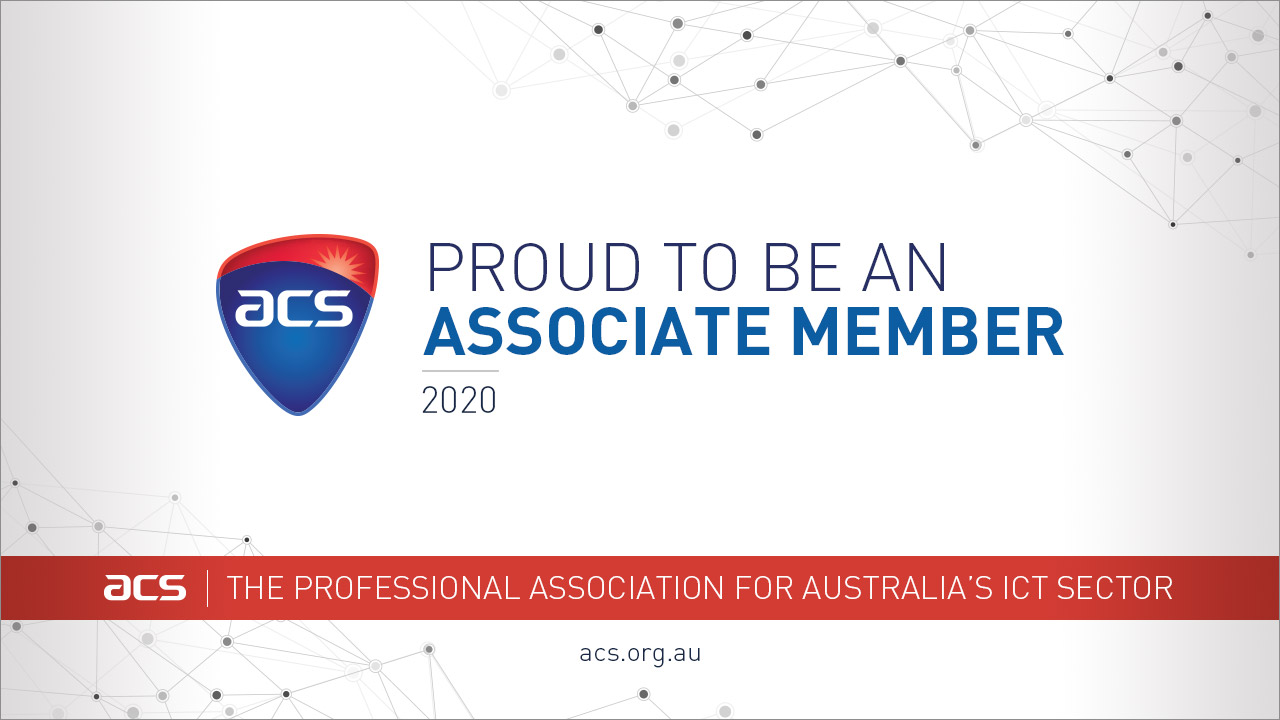 acs
PROUD TO BE AN
ASSOCIATE MEMBER
2020
acs THE PROFESSIONAL ASSOCIATION FOR AUSTRALIA'S ICT SECTOR
acs.org.au